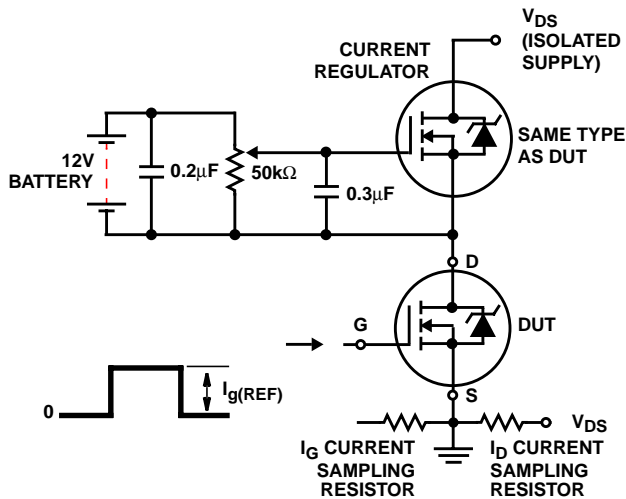 V_DS
(ISOLATED
SUPPLY)
CURRENT
REGULATOR
SAME TYPE
AS DUT
12V
BATTERY
0.2μF
50kΩ
0.3μF
D
G
DUT
I_g(REF)
0
S
V_DS
I_G CURRENT
SAMPLING
RESISTOR
I_D CURRENT
SAMPLING
RESISTOR